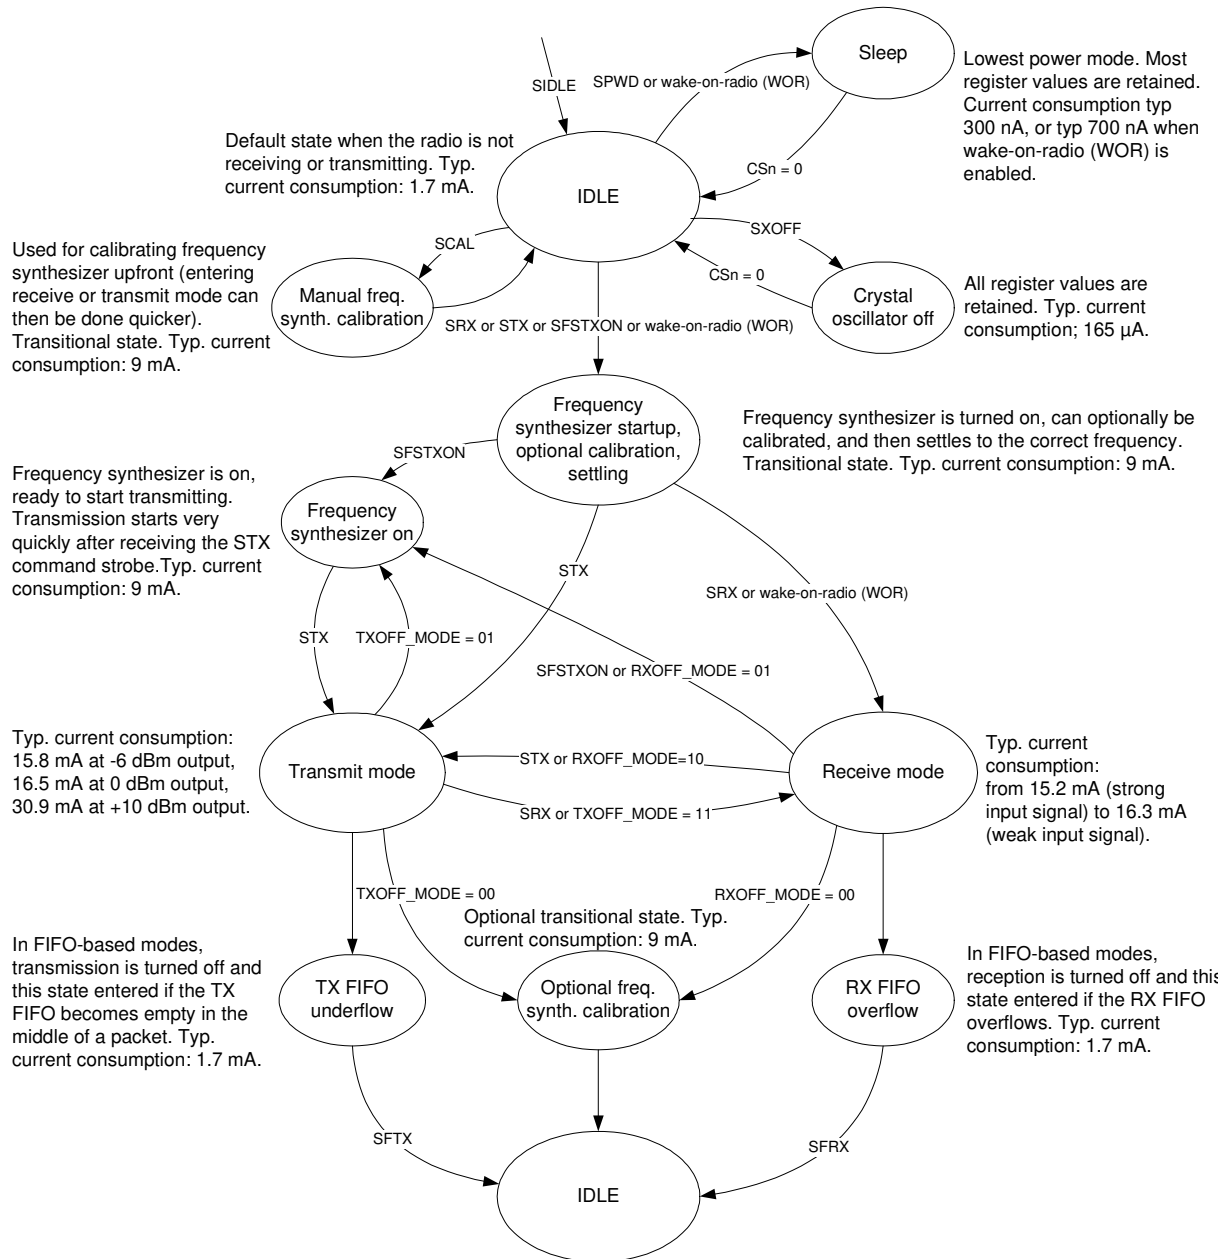 Sleep
Lowest power mode. Most
register values are retained.
Current consumption typ
300 nA, or typ 700 nA when
wake-on-radio (WOR) is
enabled.
SPWD or wake-on-radio (WOR)
SIDLE
Default state when the radio is not
receiving or transmitting. Typ.
current consumption: 1.7 mA.
CSn = 0
IDLE
SXOFF
SCAL
CSn = 0
Used for calibrating frequency
synthesizer upfront (entering
receive or transmit mode can
then be done quicker).
Transitional state. Typ. current
consumption: 9 mA.
Manual freq.
synth. calibration
Crystal
oscillator off
All register values are
retained. Typ. current
consumption; 165 µA.
SRX or STX or SFSTXON or wake-on-radio (WOR)
Frequency
synthesizer startup,
optional calibration,
settling
Frequency synthesizer is turned on, can optionally be
calibrated, and then settles to the correct frequency.
Transitional state. Typ. current consumption: 9 mA.
SFSTXON
Frequency synthesizer is on,
ready to start transmitting.
Transmission starts very
quickly after receiving the STX
command strobe.Typ. current
consumption: 9 mA.
Frequency
synthesizer on
STX
SRX or wake-on-radio (WOR)
STX
TXOFF_MODE = 01
SFSTXON or RXOFF_MODE = 01
Typ. current consumption:
15.8 mA at -6 dBm output,
16.5 mA at 0 dBm output,
30.9 mA at +10 dBm output.
Transmit mode
STX or RXOFF_MODE=10
SRX or TXOFF_MODE = 11
Receive mode
Typ. current
consumption:
from 15.2 mA (strong
input signal) to 16.3 mA
(weak input signal).
TXOFF_MODE = 00
RXOFF_MODE = 00
Optional transitional state. Typ.
current consumption: 9 mA.
In FIFO-based modes,
transmission is turned off and
this state entered if the TX
FIFO becomes empty in the
middle of a packet. Typ.
current consumption: 1.7 mA.
TX FIFO
underflow
Optional freq.
synth. calibration
RX FIFO
overflow
In FIFO-based modes,
reception is turned off and this
state entered if the RX FIFO
overflows. Typ. current
consumption: 1.7 mA.
SFTX
SFRX
IDLE